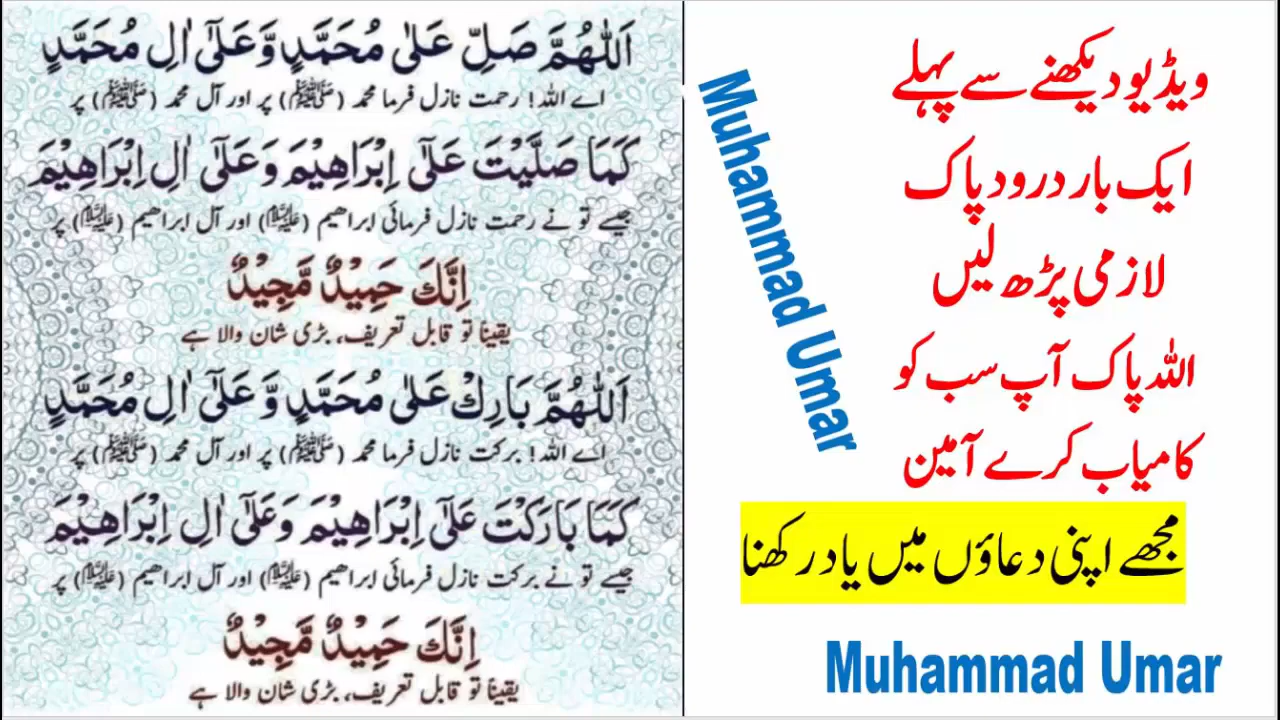 اَللّٰهُمَّ صَلِّ عَلٰى مُحَمَّدٍ وَّعَلٰٓى اٰلِ مُحَمَّدٍ
اے اللہ! رحمت نازل فرما محمد (ﷺ) پر اور آل محمد (ﷺ) پر
كَمَا صَلَّيْتَ عَلٰٓى اِبْرَاهِيْمَ وَعَلٰٓى اٰلِ اِبْرَاهِيْمَ
جیسے تو نے رحمت نازل فرمائی ابراھیم (علیہ السلام) اور آل ابراھیم (علیہ السلام) پر
اِنَّكَ حَمِيْدٌ مَّجِيْدٌ
یقیناً تو قابل تعریف، بڑی شان والا ہے
اَللّٰهُمَّ بَارِكْ عَلٰى مُحَمَّدٍ وَّعَلٰٓى اٰلِ مُحَمَّدٍ
اے اللہ! برکت نازل فرما محمد (ﷺ) پر اور آل محمد (ﷺ) پر
كَمَا بَارَكْتَ عَلٰٓى اِبْرَاهِيْمَ وَعَلٰٓى اٰلِ اِبْرَاهِيْمَ
جیسے تو نے برکت نازل فرمائی ابراھیم (علیہ السلام) اور آل ابراھیم (علیہ السلام) پر
اِنَّكَ حَمِيْدٌ مَّجِيْدٌ
یقیناً تو قابل تعریف، بڑی شان والا ہے
Muhammad Umar
ویڈیو دیکھنے سے پہلے
ایک بار درود پاک
لازمی پڑھ لیں
اللہ پاک آپ سب کو
کامیاب کرے آمین
مجھے اپنی دعاؤں میں یاد رکھنا
Muhammad Umar